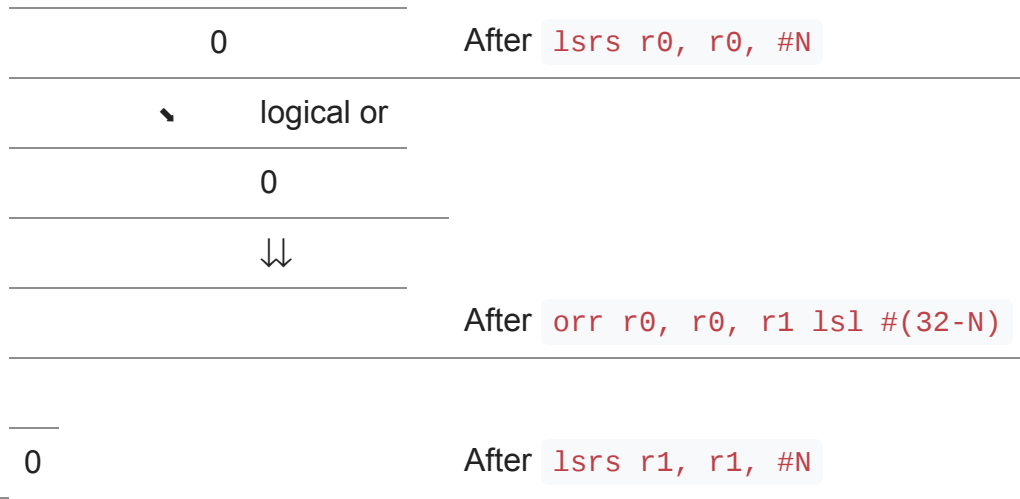 0 After lsrs r0, r0, #N
⬊ logical or
0
⇊
After orr r0, r0, r1 lsl #(32-N)
0 After lsrs r1, r1, #N